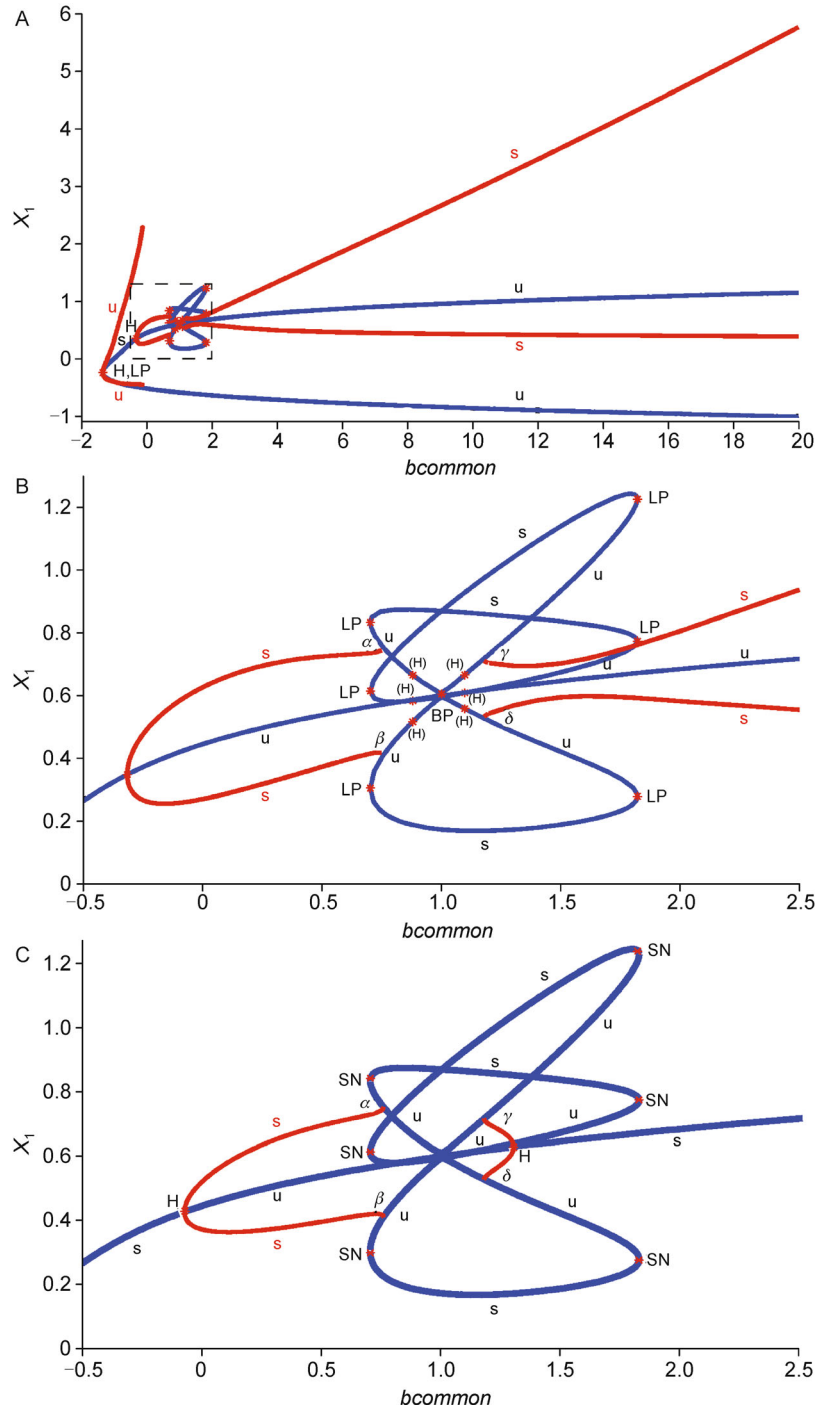 A
6
5
4
3
2
1
0
−1
X1
s
u
s
u
H
s
H,LP
u
u
−2 0 2 4 6 8 10 12 14 16 18 20
bcommon
B
1.2
1.0
0.8
0.6
0.4
0.2
0
X1
LP
s
u
s
s
LP
α
u
γ
LP
s
(H)
(H)
u
u
LP
(H)
(H)
BP
(H)
s
u
β
(H)
δ
u
u
LP
LP
s
s
−0.5 0 0.5 1.0 1.5 2.0 2.5
bcommon
C
1.2
1.0
0.8
0.6
0.4
0.2
0
X1
SN
s
u
s
SN
SN
α
s
u
γ
u
u
s
SN
H
δ
u
β
H
u
u
s
s
SN
SN
s
−0.5 0 0.5 1.0 1.5 2.0 2.5
bcommon